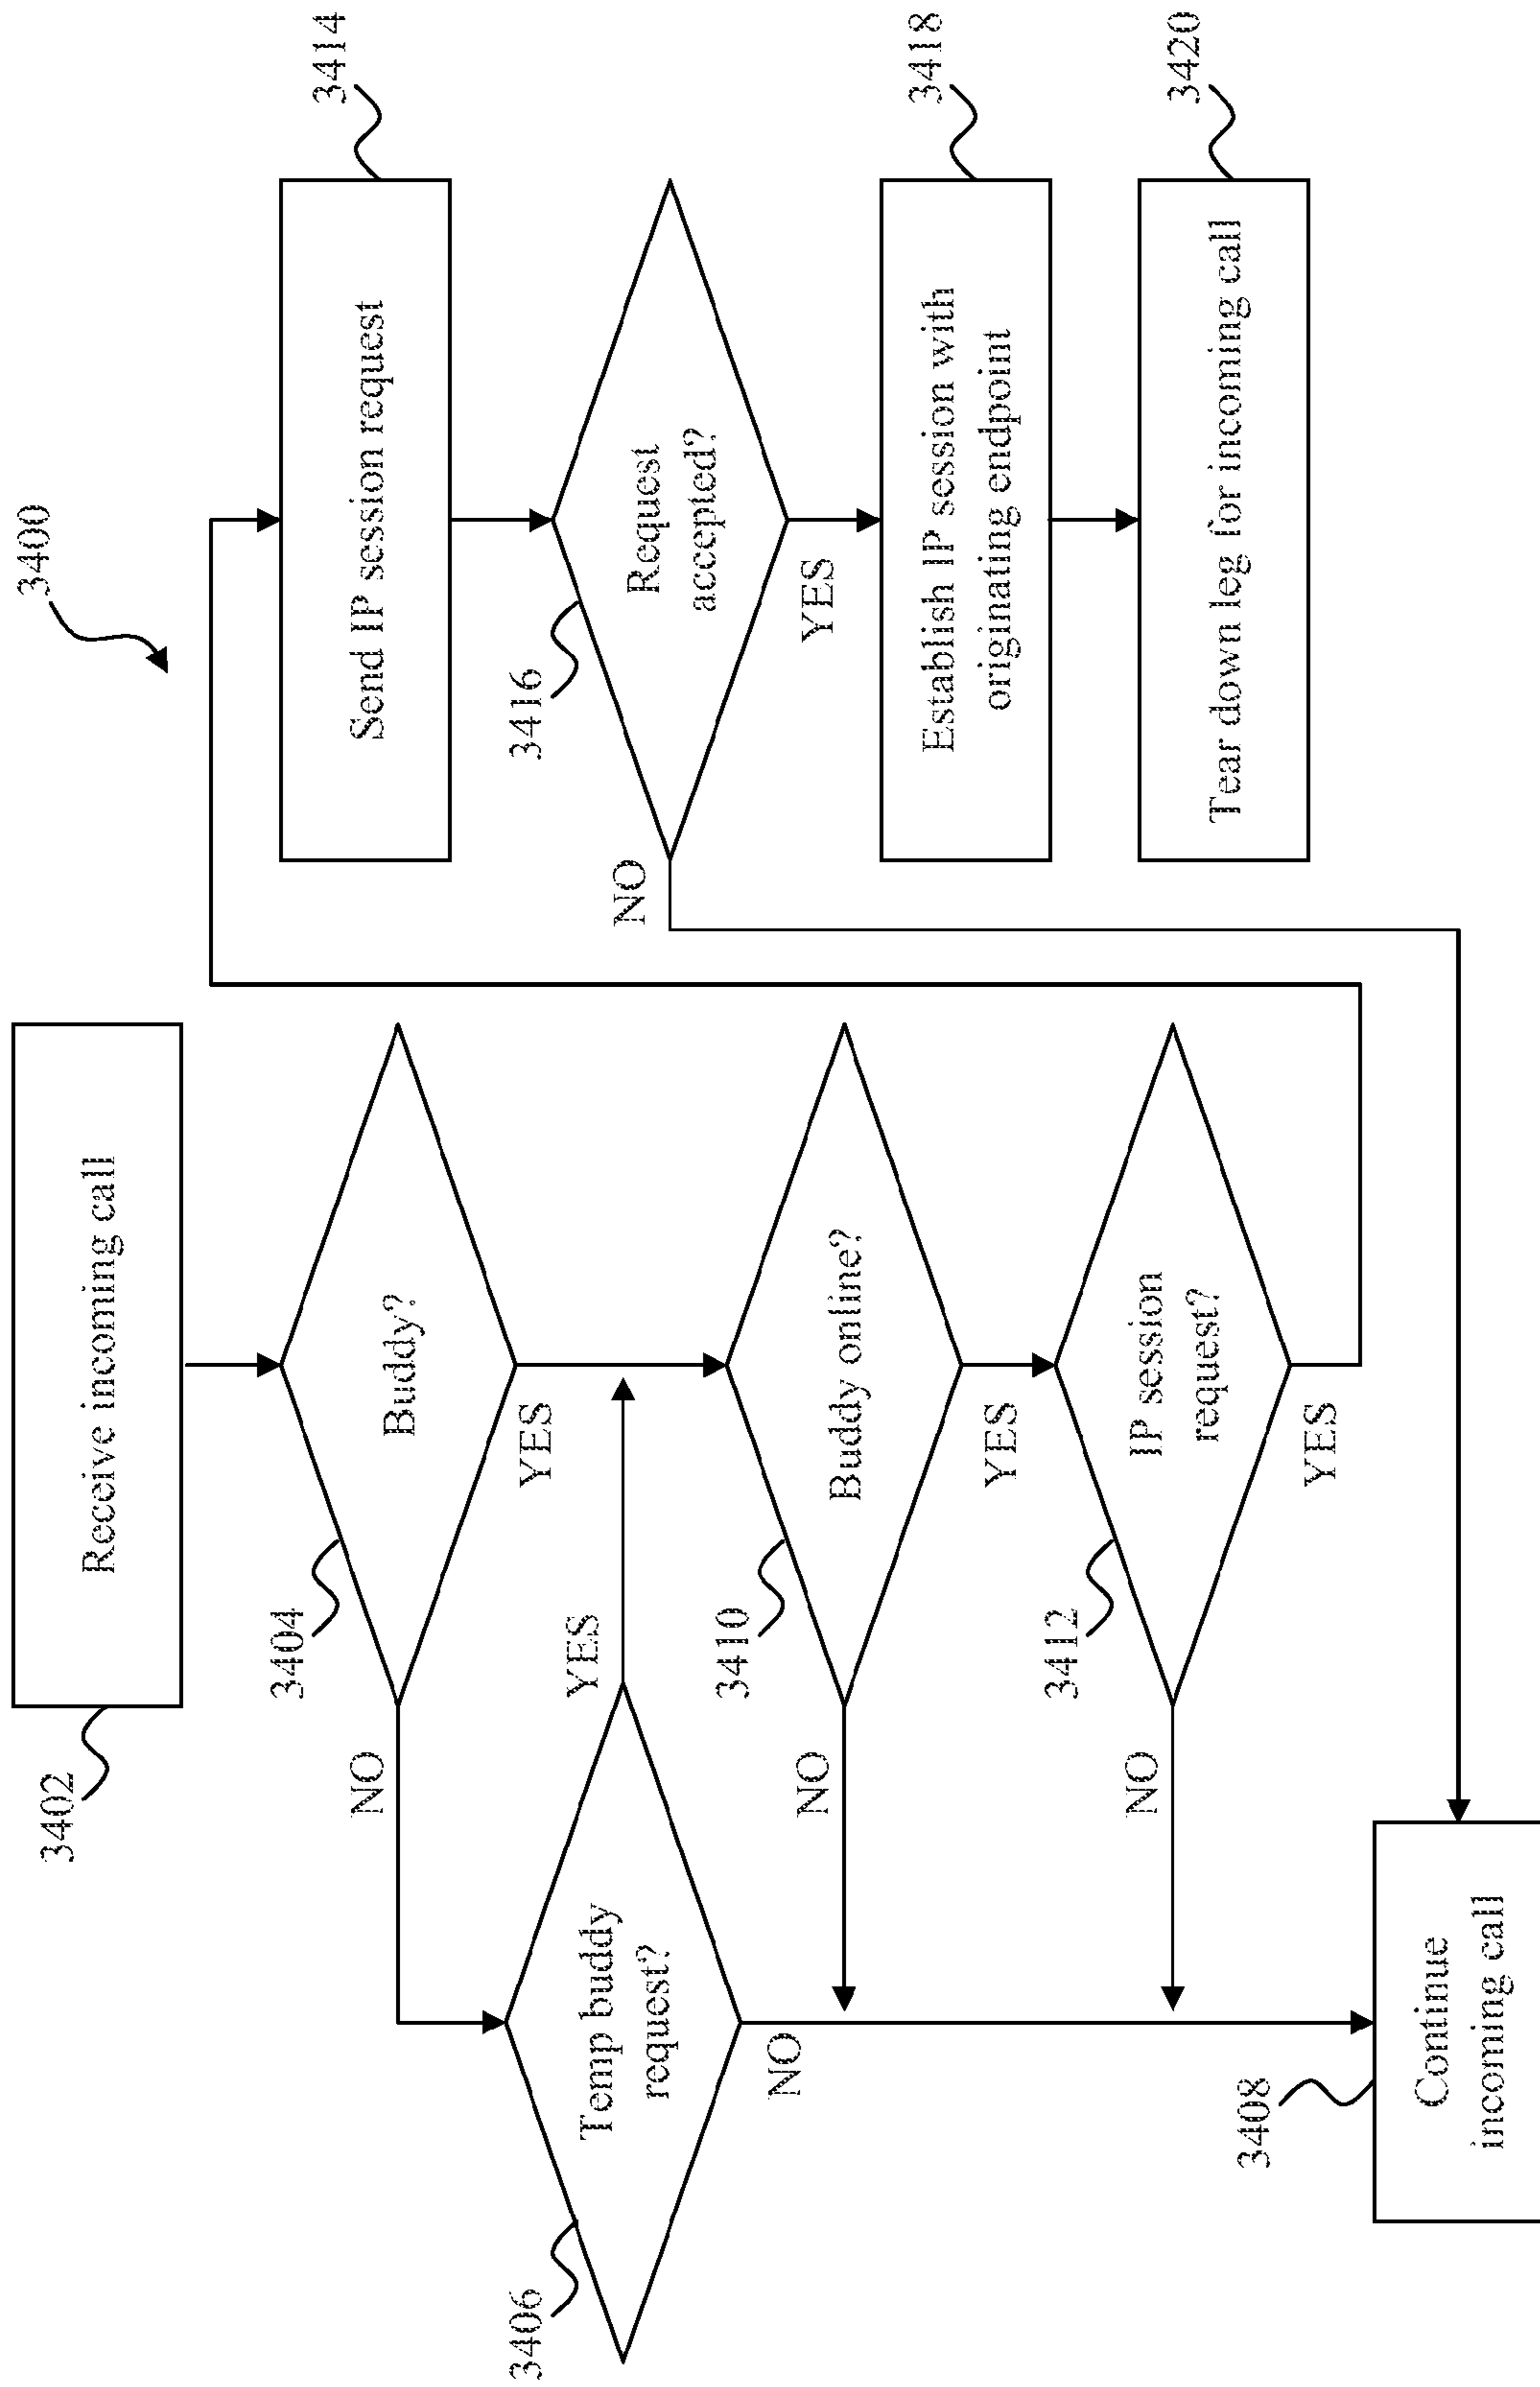 3400
3402
Receive incoming call
3404
Buddy?
NO
YES
3406
Temp buddy
request?
YES
NO
3410
Buddy online?
NO
YES
3412
IP session
request?
NO
YES
3408
Continue
incoming call
3414
Send IP session request
3416
Request
accepted?
NO
YES
3418
Establish IP session with
originating endpoint
3420
Tear down leg for incoming call